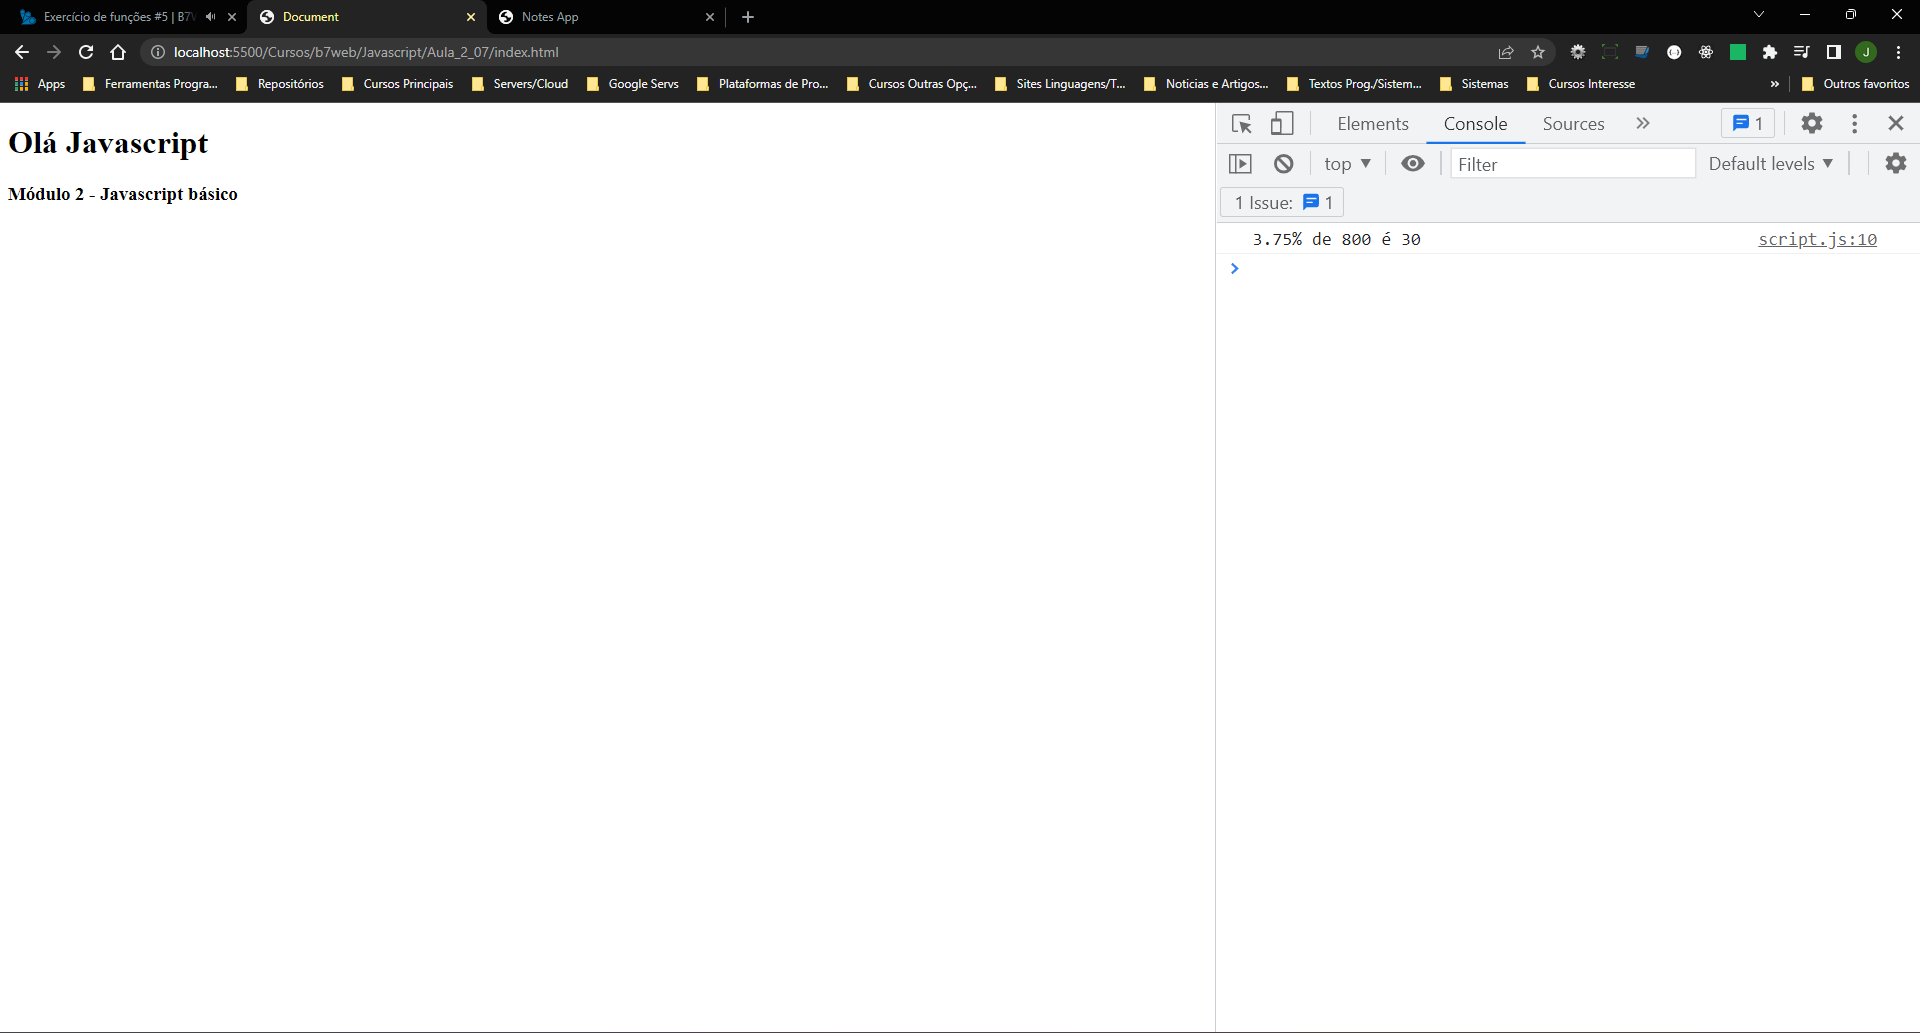 Exercício de funções #5 | B7
Document
Notes App
localhost:5500/Cursos/b7web/Javascript/Aula_2_07/index.html
J
Apps
Ferramentas Progra...
Repositórios
Cursos Principais
Servers/Cloud
Google Servs
Plataformas de Pro...
Cursos Outras Opç...
Sites Linguagens/T...
Noticias e Artigos...
Textos Prog./Sistem...
Sistemas
Cursos Interesse
»
Outros favoritos
Olá Javascript
Módulo 2 - Javascript básico
Elements Console Sources » 1
top Filter Default levels
1 Issue: 1
3.75% de 800 é 30 script.js:10